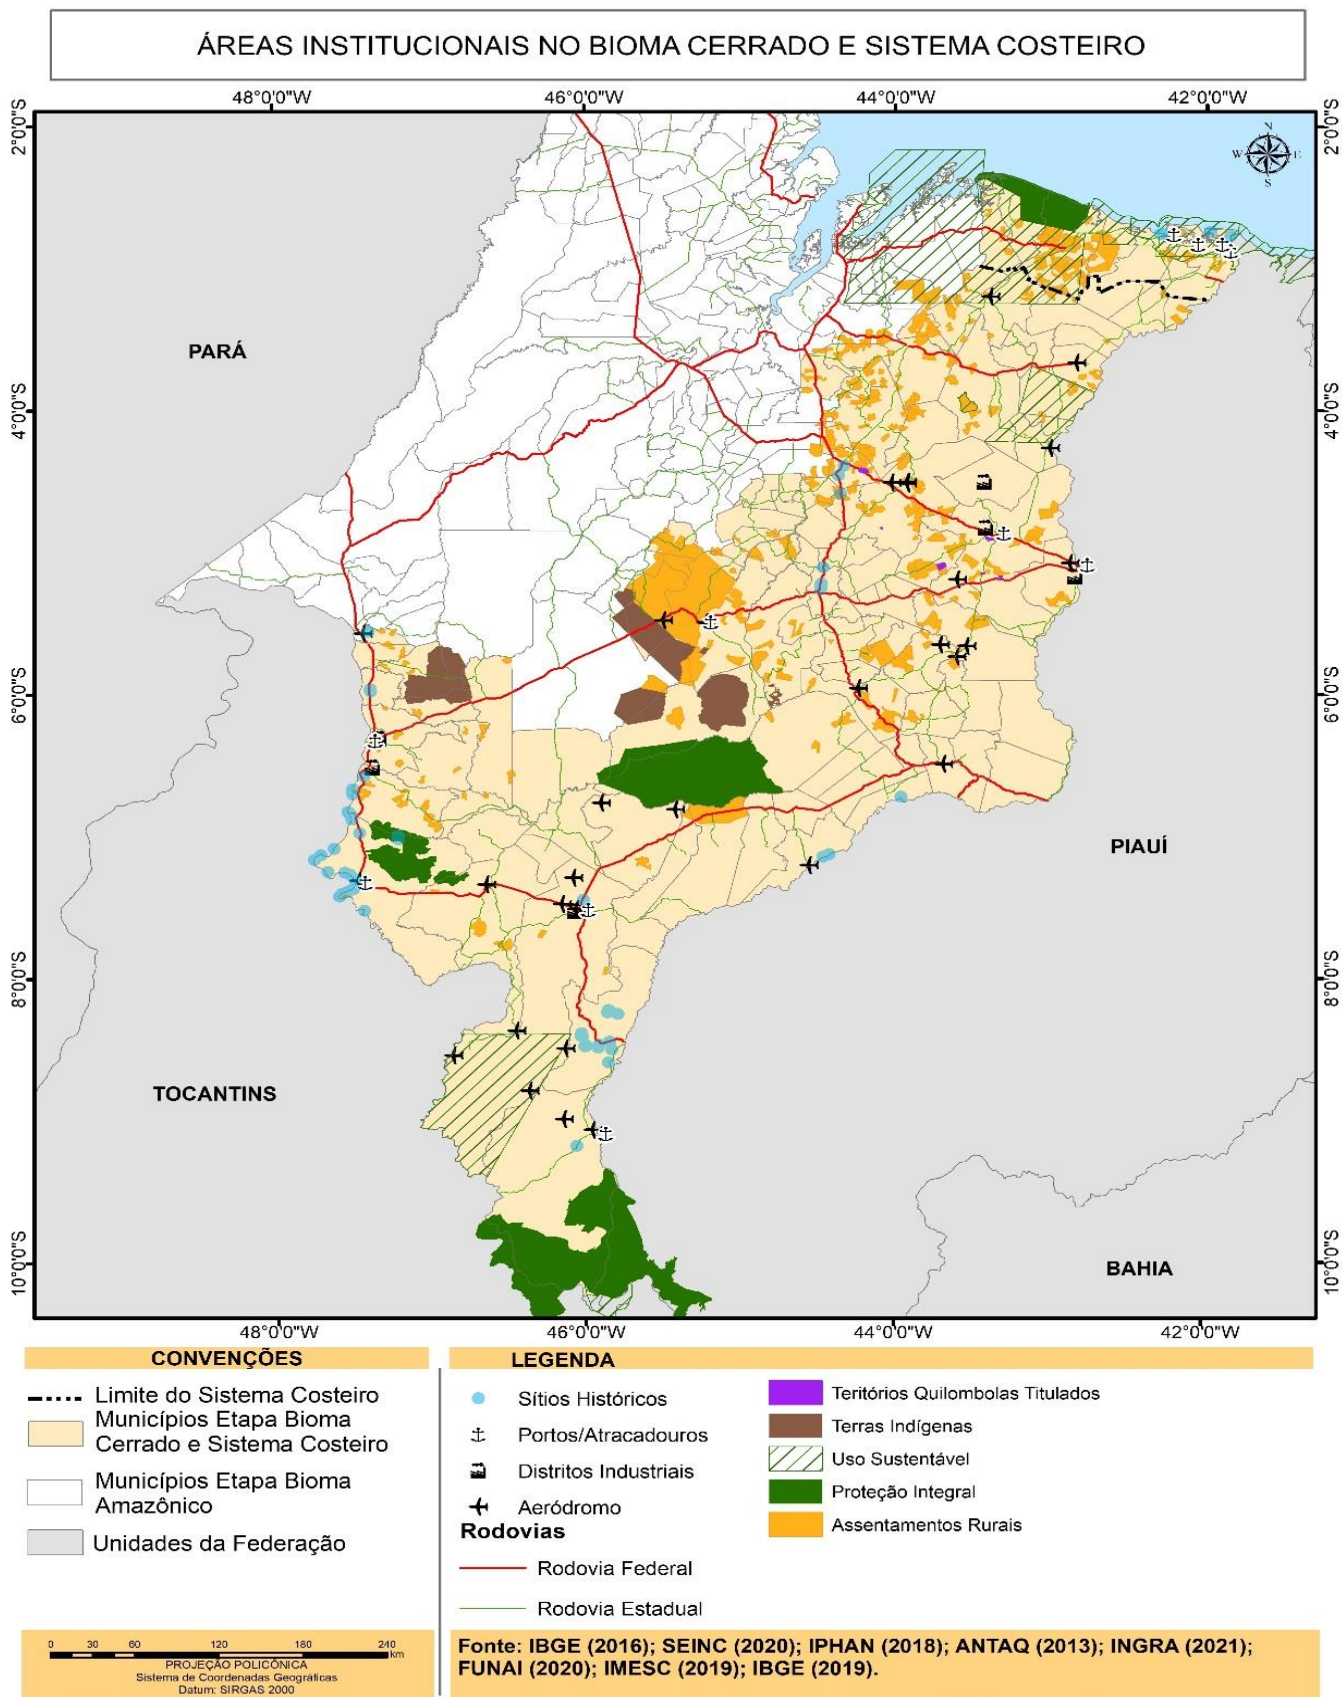 ÁREAS INSTITUCIONAIS NO BIOMA CERRADO E SISTEMA COSTEIRO
48°0'0"W
46°0'0"W
44°0'0"W
42°0'0"W
2°0'0"S
2°0'0"S
N
W
E
S
PARÁ
4°0'0"S
4°0'0"S
6°0'0"S
6°0'0"S
PIAUÍ
8°0'0"S
8°0'0"S
TOCANTINS
10°0'0"S
10°0'0"S
BAHIA
48°0'0"W
46°0'0"W
44°0'0"W
42°0'0"W
CONVENÇÕES
Limite do Sistema Costeiro
Municípios Etapa Bioma
Cerrado e Sistema Costeiro
Municípios Etapa Bioma
Amazônico
Unidades da Federação
LEGENDA
Sítios Históricos
Portos/Atracadouros
Distritos Industriais
Aeródromo
Rodovias
Rodovia Federal
Rodovia Estadual
Teritórios Quilombolas Titulados
Terras Indígenas
Uso Sustentável
Proteção Integral
Assentamentos Rurais
0 30 60 120 180 240
km
PROJEÇÃO POLICÔNICA
Sistema de Coordenadas Geográficas
Datum: SIRGAS 2000
Fonte: IBGE (2016); SEINC (2020); IPHAN (2018); ANTAQ (2013); INGRA (2021);
FUNAI (2020); IMESC (2019); IBGE (2019).